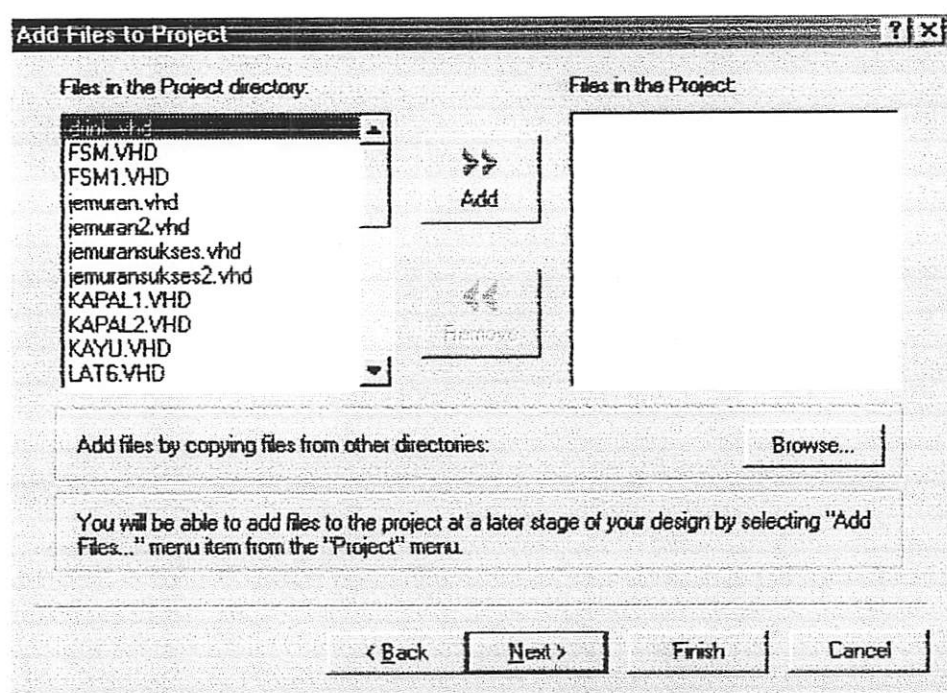 Add Files to Project
Files in the Project directory:
Files in the Project:
drink.vhd
FSM.VHD
FSM1.VHD
jemuran.vhd
jemuran2.vhd
jemuransukses.vhd
jemuransukses2.vhd
KAPAL1.VHD
KAPAL2.VHD
KAYU.VHD
LAT6.VHD
>>
Add
<<
Remove
Add files by copying files from other directories:
Browse...
You will be able to add files to the project at a later stage of your design by selecting "Add
Files..." menu item from the "Project" menu.
< Back
Next >
Finish
Cancel